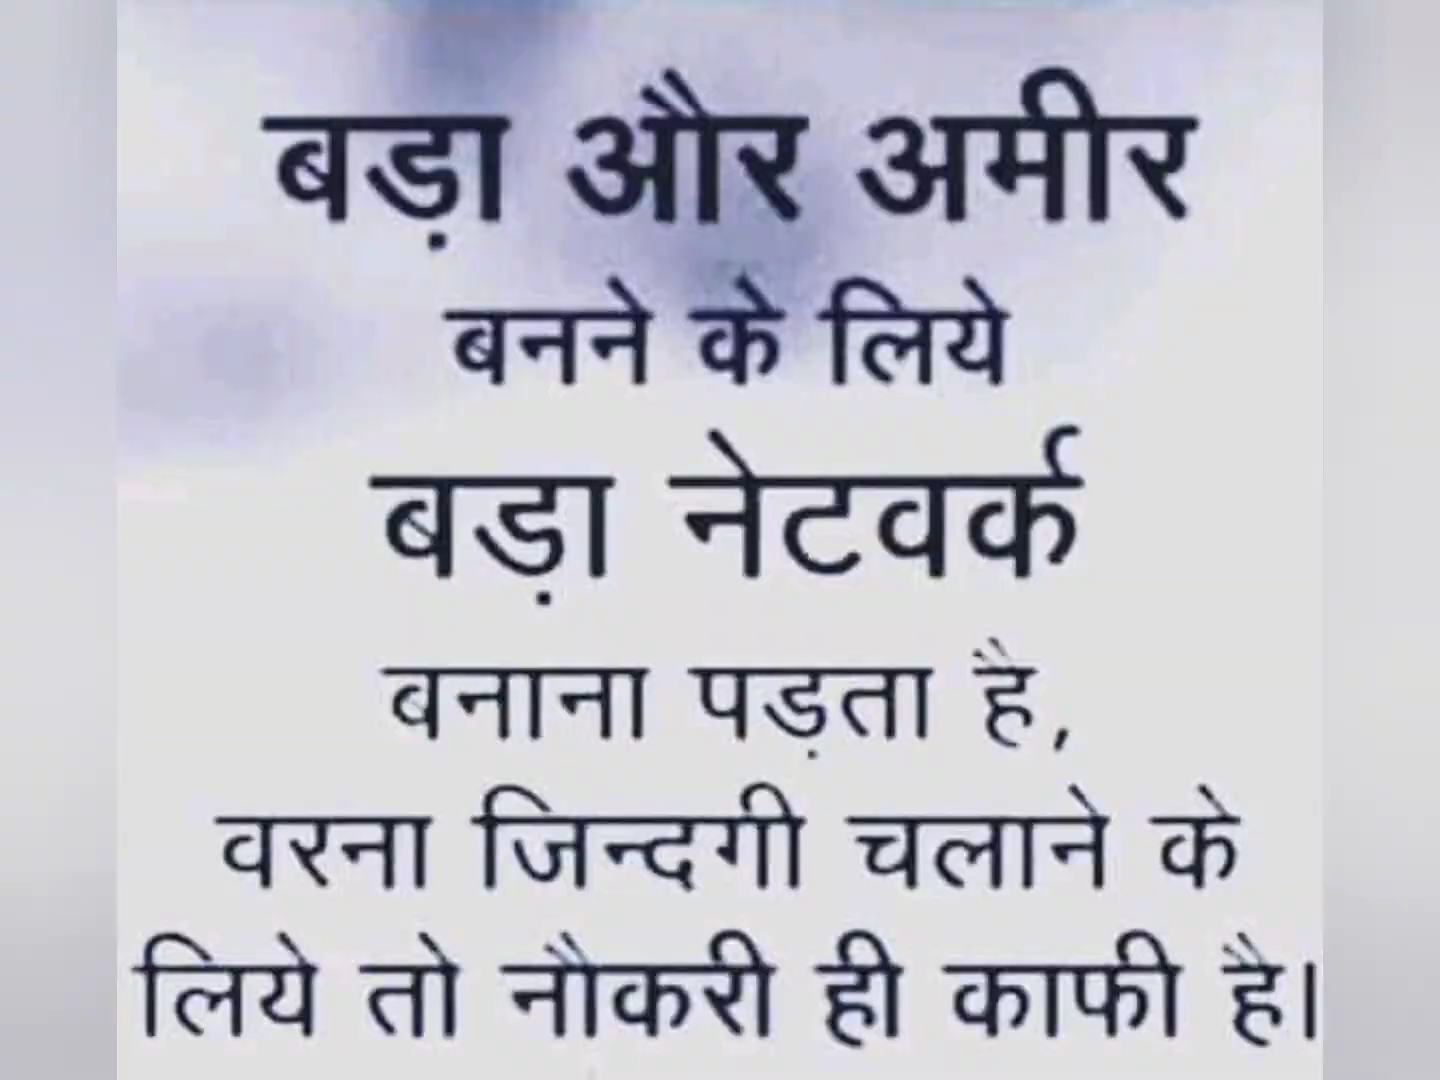 बड़ा और अमीर
बनने के लिये
बड़ा नेटवर्क
बनाना पड़ता है,
वरना जिन्दगी चलाने के
लिये तो नौकरी ही काफी है।